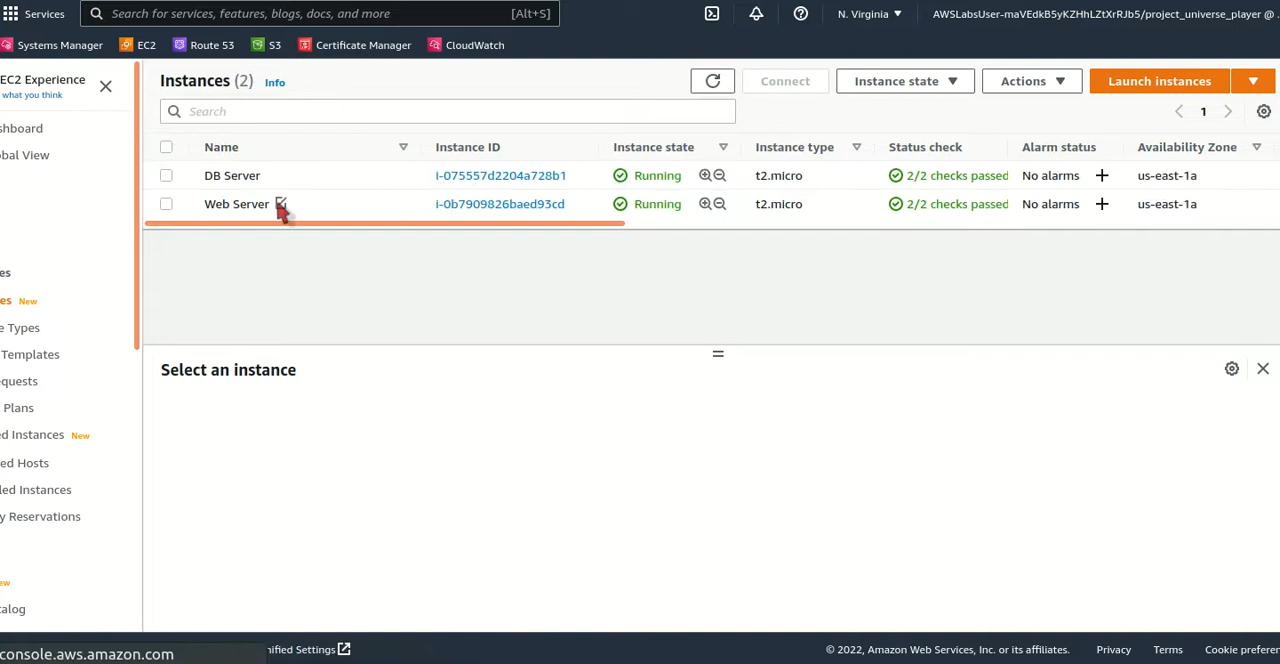 Services Search for services, features, blogs, docs, and more [Alt+S] N. Virginia AWSLabsUser-maVEdkB5yKZHhLZtXrRJb5/project_universe_player @
Systems Manager EC2 Route 53 S3 Certificate Manager CloudWatch
EC2 Experience
what you think
shboard
obal View
es
es New
e Types
Templates
equests
Plans
ed Instances New
ed Hosts
led Instances
y Reservations
ew
talog
Instances (2) Info Connect Instance state Actions Launch instances
Search 1
Name Instance ID Instance state Instance type Status check Alarm status Availability Zone
DB Server i-075557d2204a728b1 Running t2.micro 2/2 checks passed No alarms + us-east-1a
Web Server i-0b7909826baed93cd Running t2.micro 2/2 checks passed No alarms + us-east-1a
Select an instance
console.aws.amazon.com nified Settings © 2022, Amazon Web Services, Inc. or its affiliates. Privacy Terms Cookie preferen